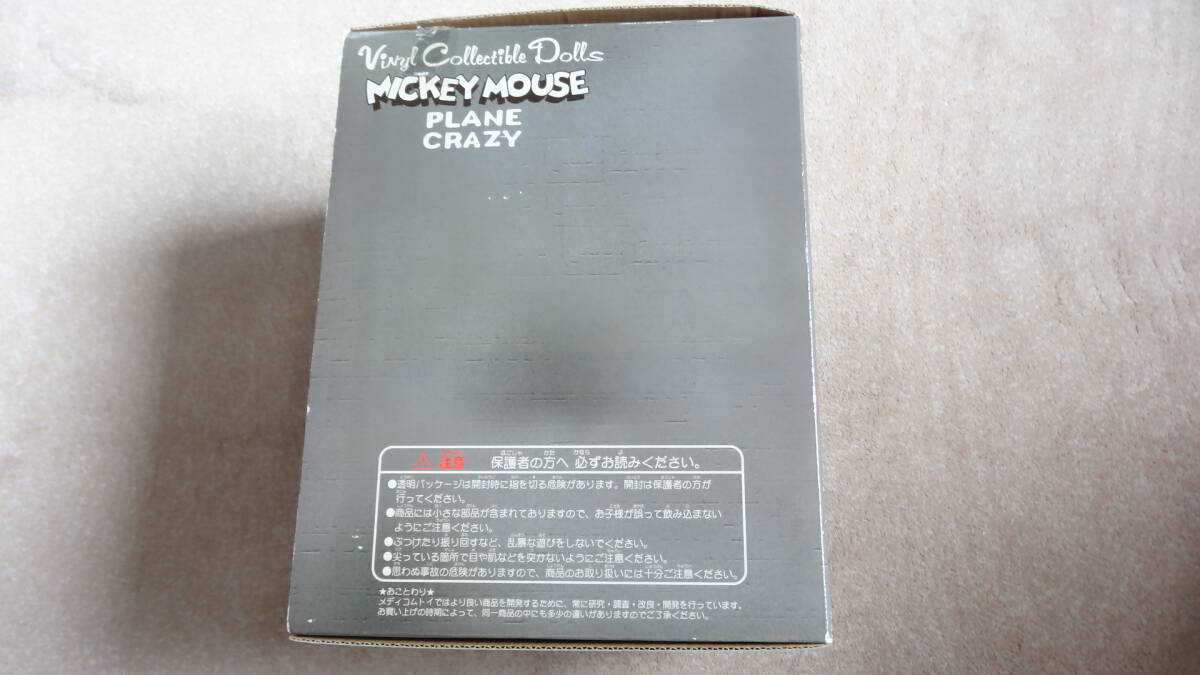 Vinyl Collectible Dolls
MICKEY MOUSE
PLANE
CRAZY
注意 保護者の方へ 必ずお読みください。
●透明パッケージは開封時に指を切る危険があります。開封は保護者の方が
行ってください。
●商品には小さな部品が含まれておりますので、お子様が誤って飲み込まない
ようにご注意ください。
●ぶつけたり振り回すなど、乱暴な遊びをしないでください。
●尖っている箇所で目や肌などを突かないようにご注意ください。
●思わぬ事故の危険がありますので、商品のお取り扱いには十分ご注意ください。
★おことわり★
メディコムトイではより良い商品を開発するために、常に研究・調査・改良・開発を行っています。
お買い上げの時期によって、同一商品の中にも多少の違いがありますのでご了承ください。